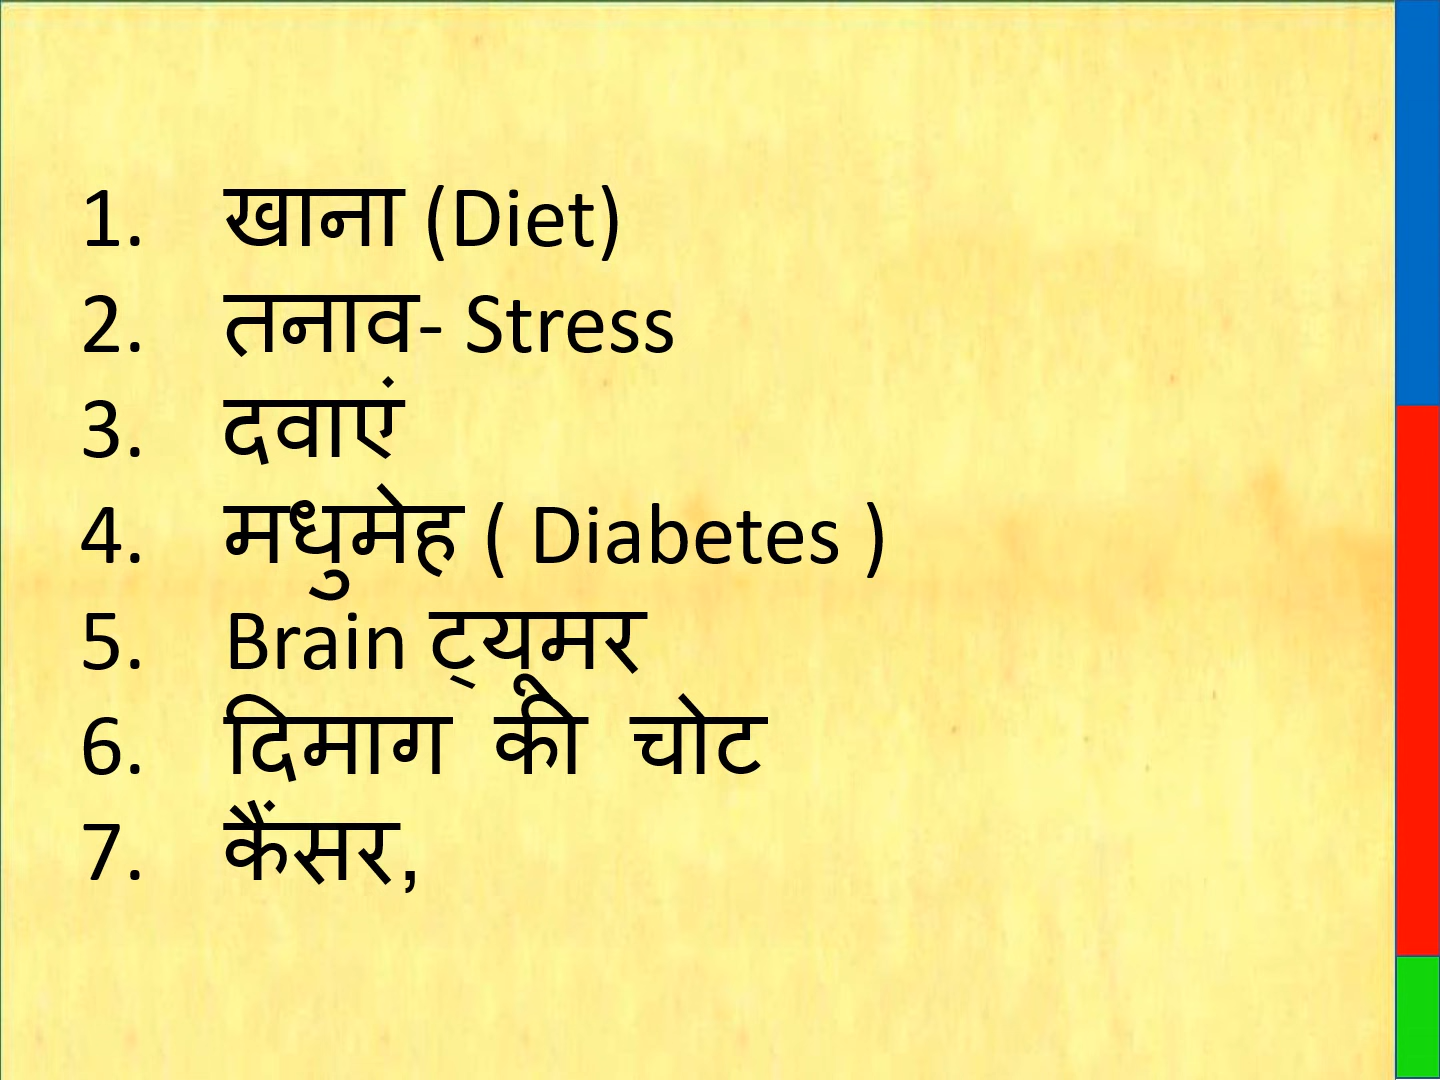 1. खाना (Diet)
2. तनाव- Stress
3. दवाएं
4. मधुमेह ( Diabetes )
5. Brain ट्यूमर
6. दिमाग की चोट
7. कैंसर,